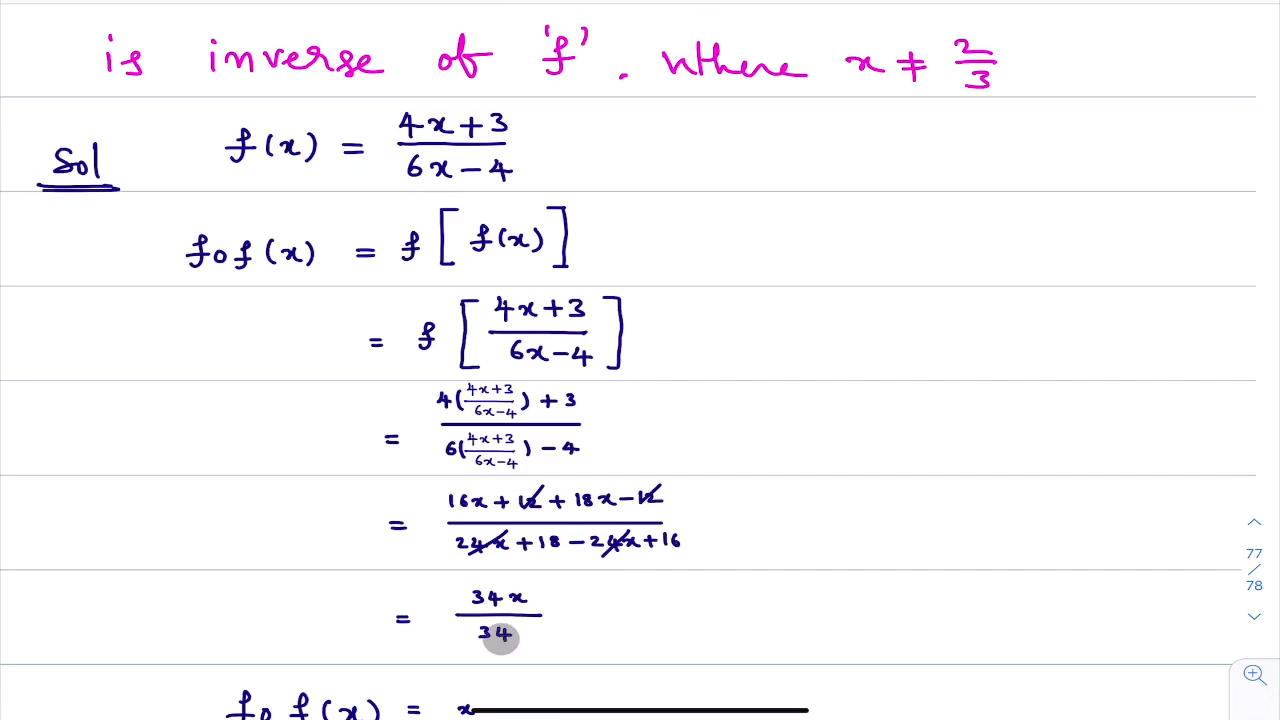 is inverse of 'f'. Where x ≠ 2/3
Sol f(x) = (4x+3)/(6x-4)
fof(x) = f[f(x)]
= f[(4x+3)/(6x-4)]
= (4((4x+3)/(6x-4)) + 3)/(6((4x+3)/(6x-4)) - 4)
= (16x + 12 + 18x - 12)/(24x + 18 - 24x + 16)
= 34x/34
fof(x) = x
77
/
78